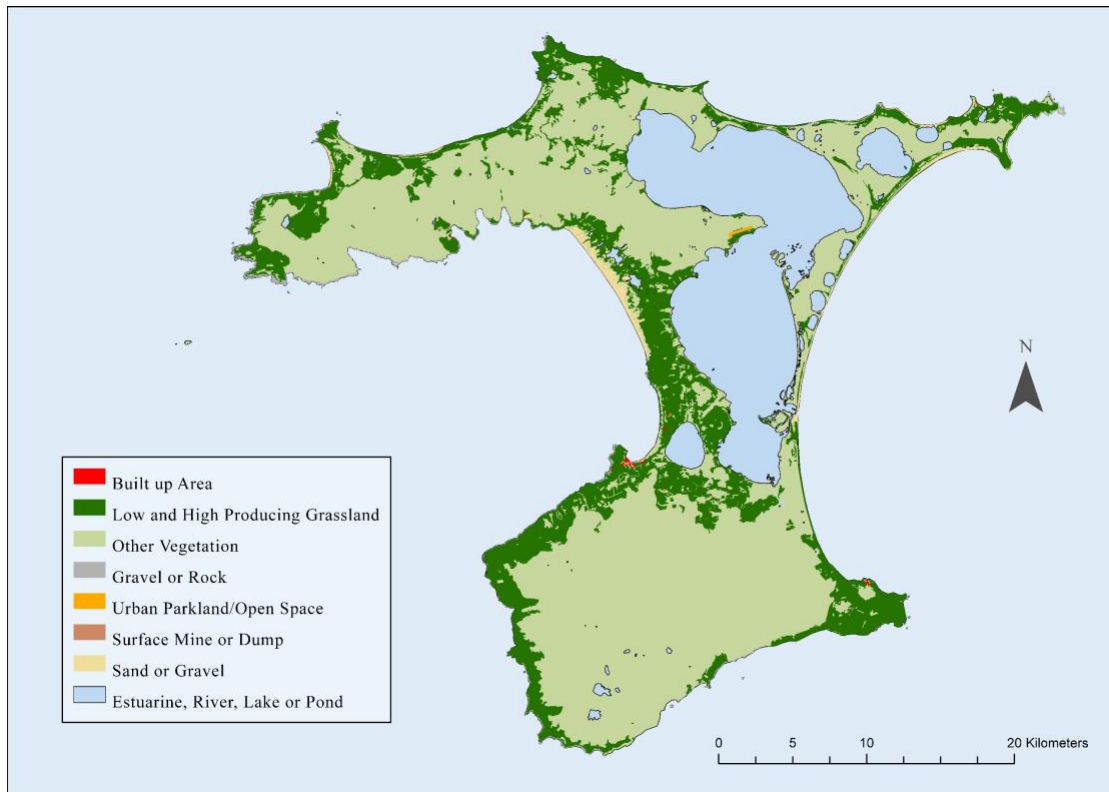 N
Built up Area
Low and High Producing Grassland
Other Vegetation
Gravel or Rock
Urban Parkland/Open Space
Surface Mine or Dump
Sand or Gravel
Estuarine, River, Lake or Pond
0 5 10 20 Kilometers